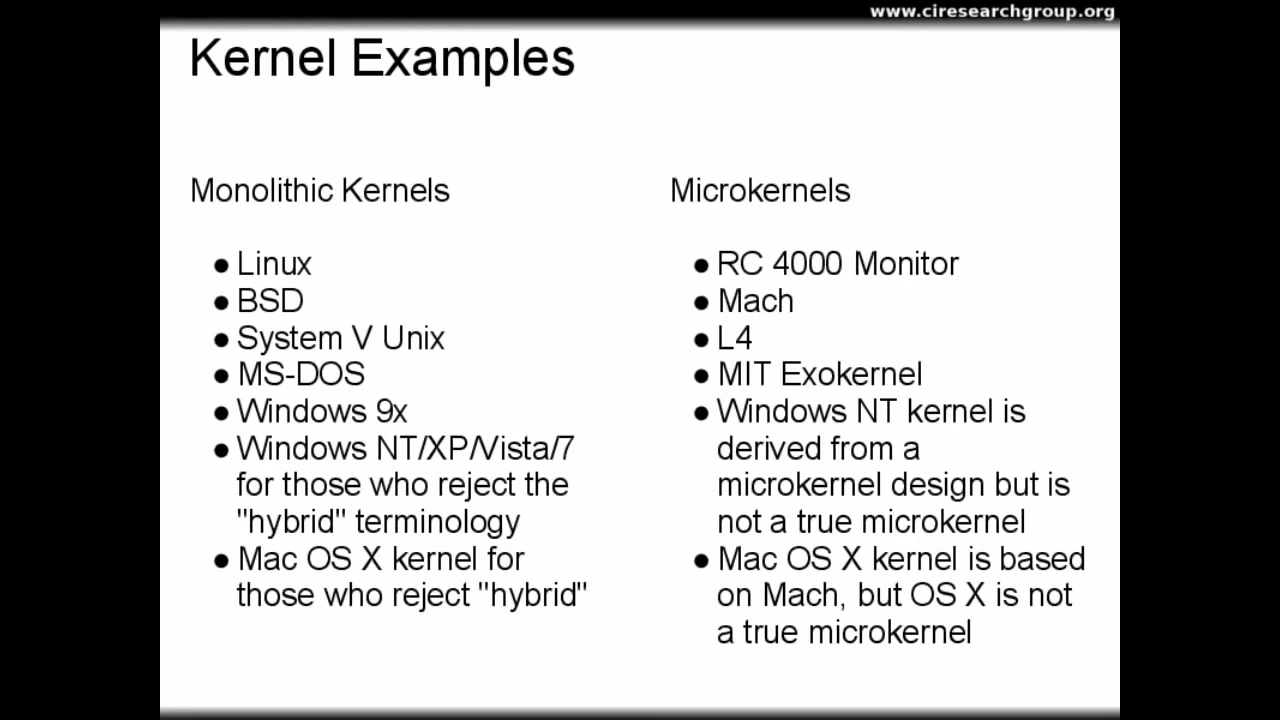 www.ciresearchgroup.org
Kernel Examples
Monolithic Kernels
● Linux
● BSD
● System V Unix
● MS-DOS
● Windows 9x
● Windows NT/XP/Vista/7
for those who reject the
"hybrid" terminology
● Mac OS X kernel for
those who reject "hybrid"
Microkernels
● RC 4000 Monitor
● Mach
● L4
● MIT Exokernel
● Windows NT kernel is
derived from a
microkernel design but is
not a true microkernel
● Mac OS X kernel is based
on Mach, but OS X is not
a true microkernel